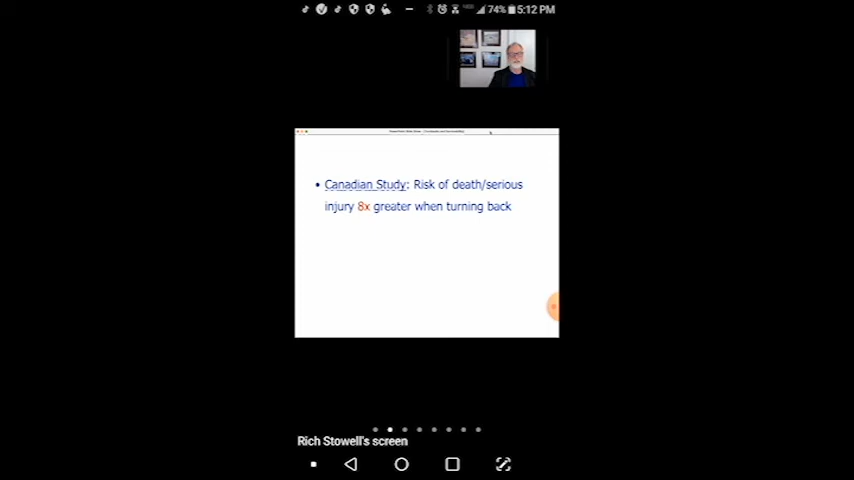 74% 5:12 PM
• Canadian Study: Risk of death/serious
injury 8x greater when turning back
Rich Stowell's screen